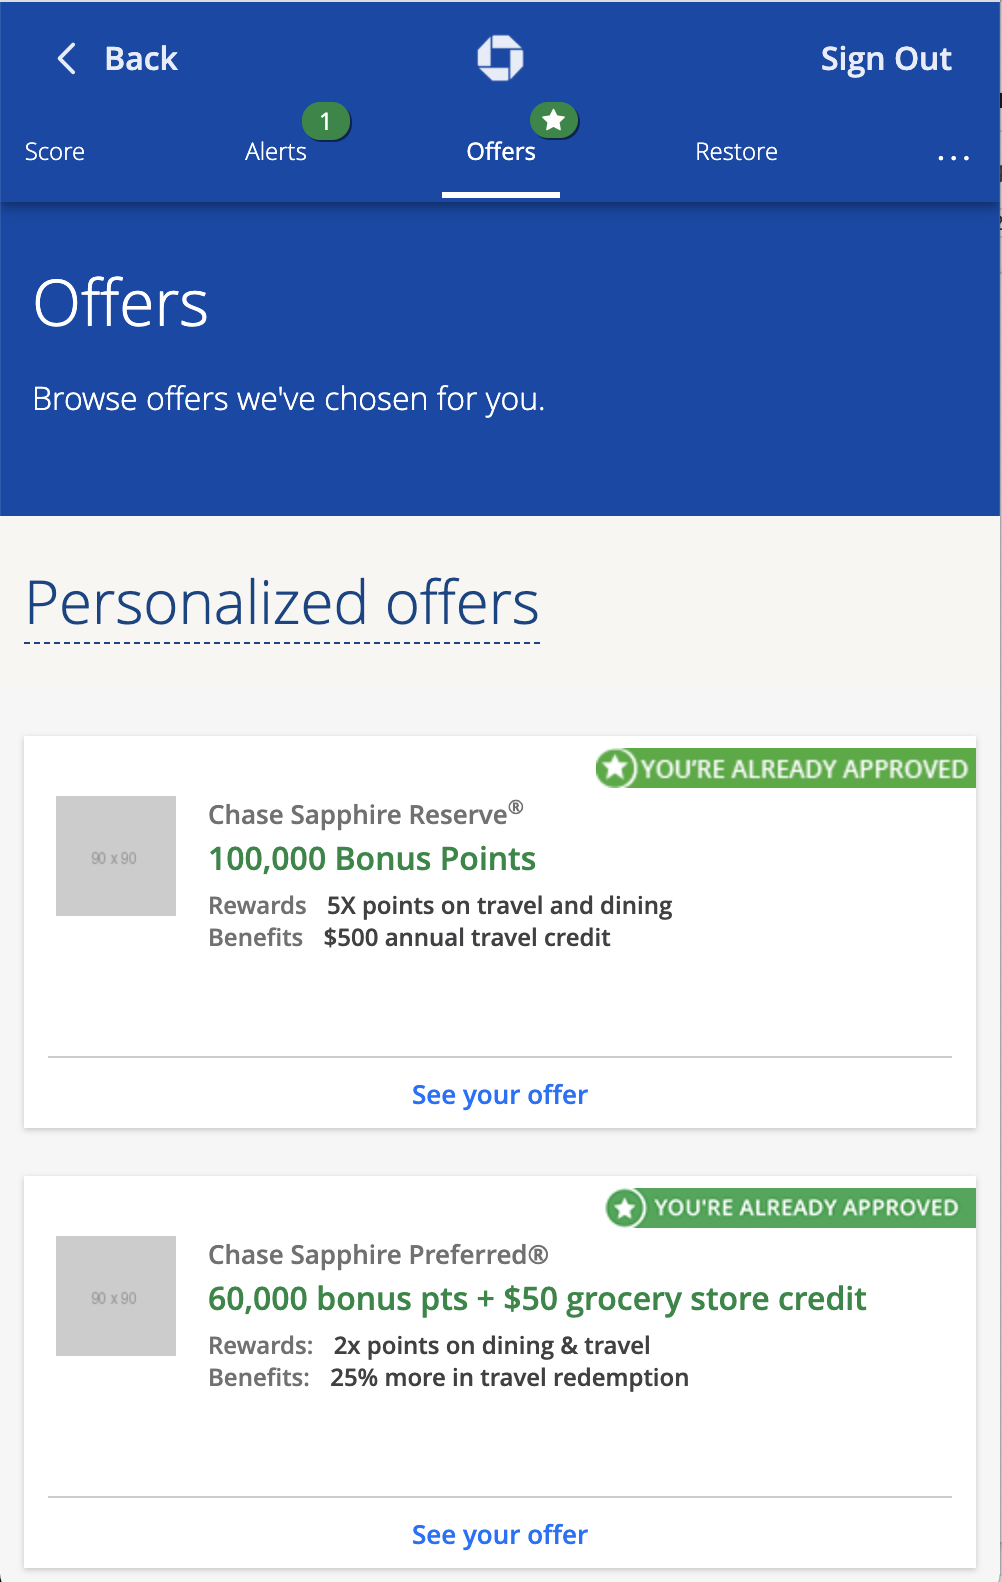 Back
Sign Out
Score
Alerts
1
Offers
Restore
...
Offers
Browse offers we've chosen for you.
Personalized offers
YOU'RE ALREADY APPROVED
90 x 90
Chase Sapphire Reserve®
100,000 Bonus Points
Rewards 5X points on travel and dining
Benefits $500 annual travel credit
See your offer
YOU'RE ALREADY APPROVED
90 x 90
Chase Sapphire Preferred®
60,000 bonus pts + $50 grocery store credit
Rewards: 2x points on dining & travel
Benefits: 25% more in travel redemption
See your offer